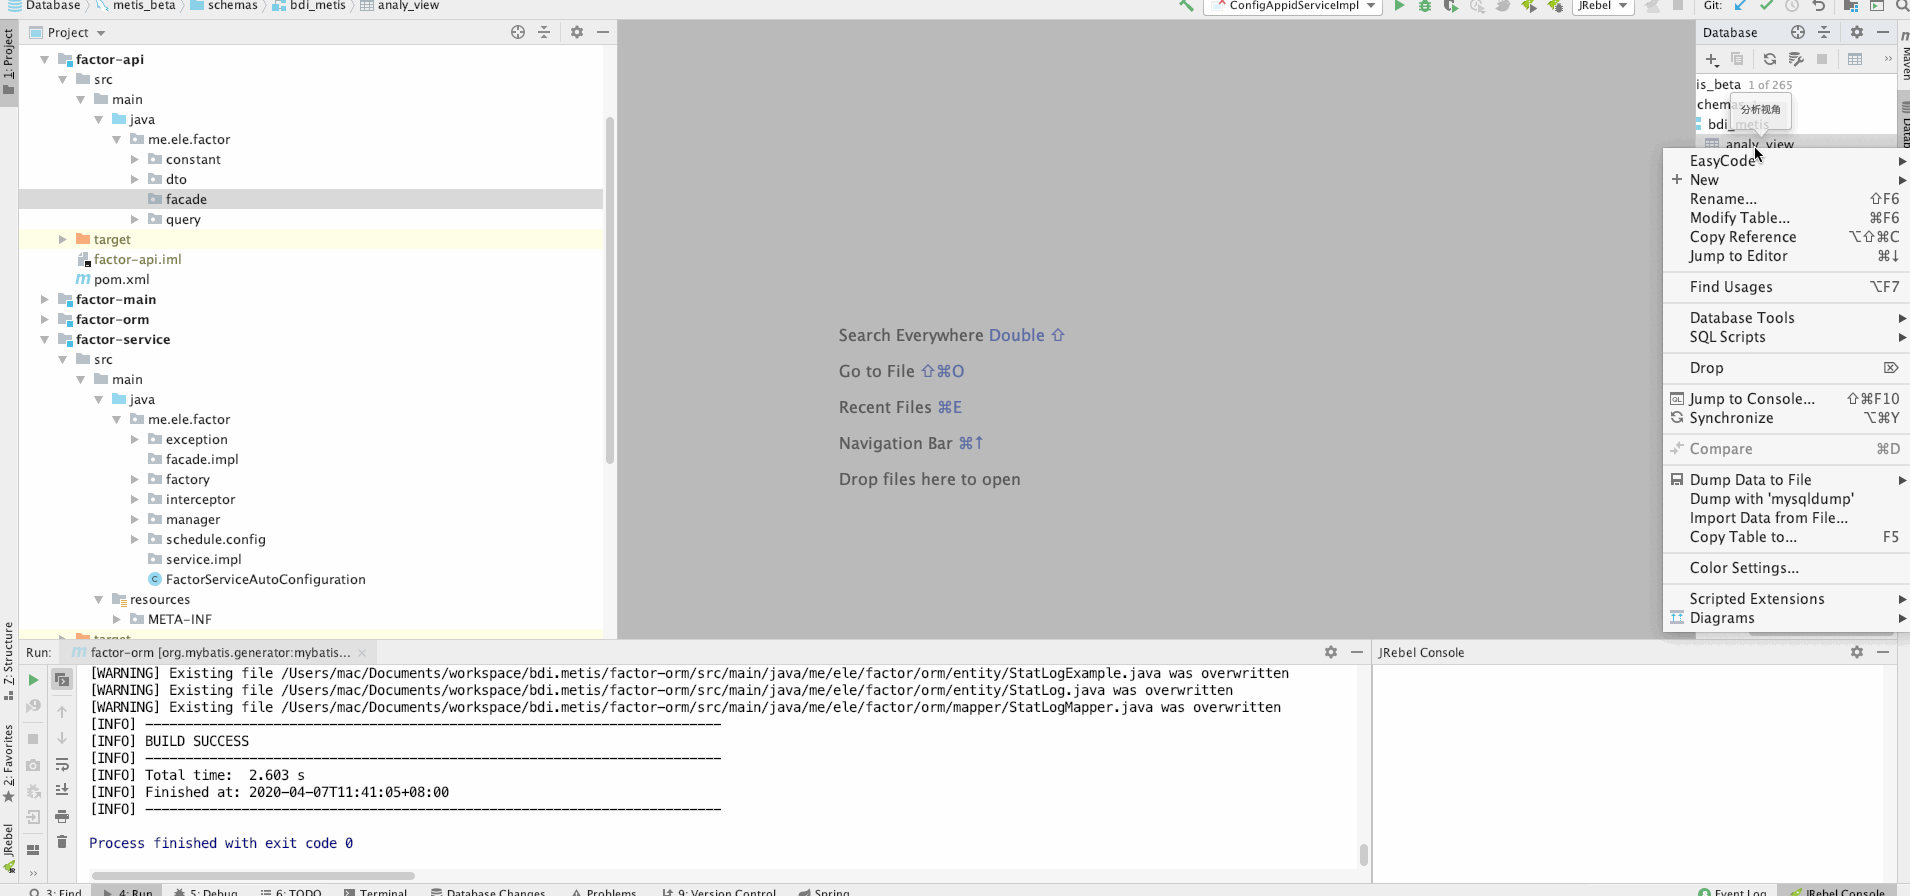 Database metis_beta schemas bdi_metis analy_view
ConfigAppidServiceImpl JRebel Git:
1: Project
Project
factor-api
src
main
java
me.ele.factor
constant
dto
facade
query
target
factor-api.iml
pom.xml
factor-main
factor-orm
factor-service
src
main
java
me.ele.factor
exception
facade.impl
factory
interceptor
manager
schedule.config
service.impl
FactorServiceAutoConfiguration
resources
META-INF
target
Search Everywhere Double ⇧
Go to File ⇧⌘O
Recent Files ⌘E
Navigation Bar ⌘↑
Drop files here to open
Database
is_beta 1 of 265
chemas
分析视角
bdi_metis
analy_view
Maven
EasyCode
New
Rename... ⇧F6
Modify Table... ⌘F6
Copy Reference ⌥⇧⌘C
Jump to Editor ⌘↓
Find Usages ⌥F7
Database Tools
SQL Scripts
Drop ⌦
Jump to Console... ⇧⌘F10
Synchronize ⌥⌘Y
Compare ⌘D
Dump Data to File
Dump with 'mysqldump'
Import Data from File...
Copy Table to... F5
Color Settings...
Scripted Extensions
Diagrams
Z: Structure
2: Favorites
JRebel
Run: factor-orm [org.mybatis.generator:mybatis...
[WARNING] Existing file /Users/mac/Documents/workspace/bdi.metis/factor-orm/src/main/java/me/ele/factor/orm/entity/StatLogExample.java was overwritten
[WARNING] Existing file /Users/mac/Documents/workspace/bdi.metis/factor-orm/src/main/java/me/ele/factor/orm/entity/StatLog.java was overwritten
[WARNING] Existing file /Users/mac/Documents/workspace/bdi.metis/factor-orm/src/main/java/me/ele/factor/orm/mapper/StatLogMapper.java was overwritten
[INFO] ------------------------------------------------------------------------
[INFO] BUILD SUCCESS
[INFO] ------------------------------------------------------------------------
[INFO] Total time:  2.603 s
[INFO] Finished at: 2020-04-07T11:41:05+08:00
[INFO] ------------------------------------------------------------------------
Process finished with exit code 0
JRebel Console
3: Find 4: Run 5: Debug 6: TODO Terminal Database Changes Problems 9: Version Control Spring Event Log JRebel Console